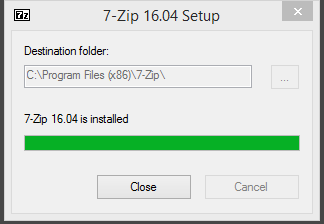 7z 7-Zip 16.04 Setup
Destination folder:
C:\Program Files (x86)\7-Zip\
...
7-Zip 16.04 is installed
Close Cancel